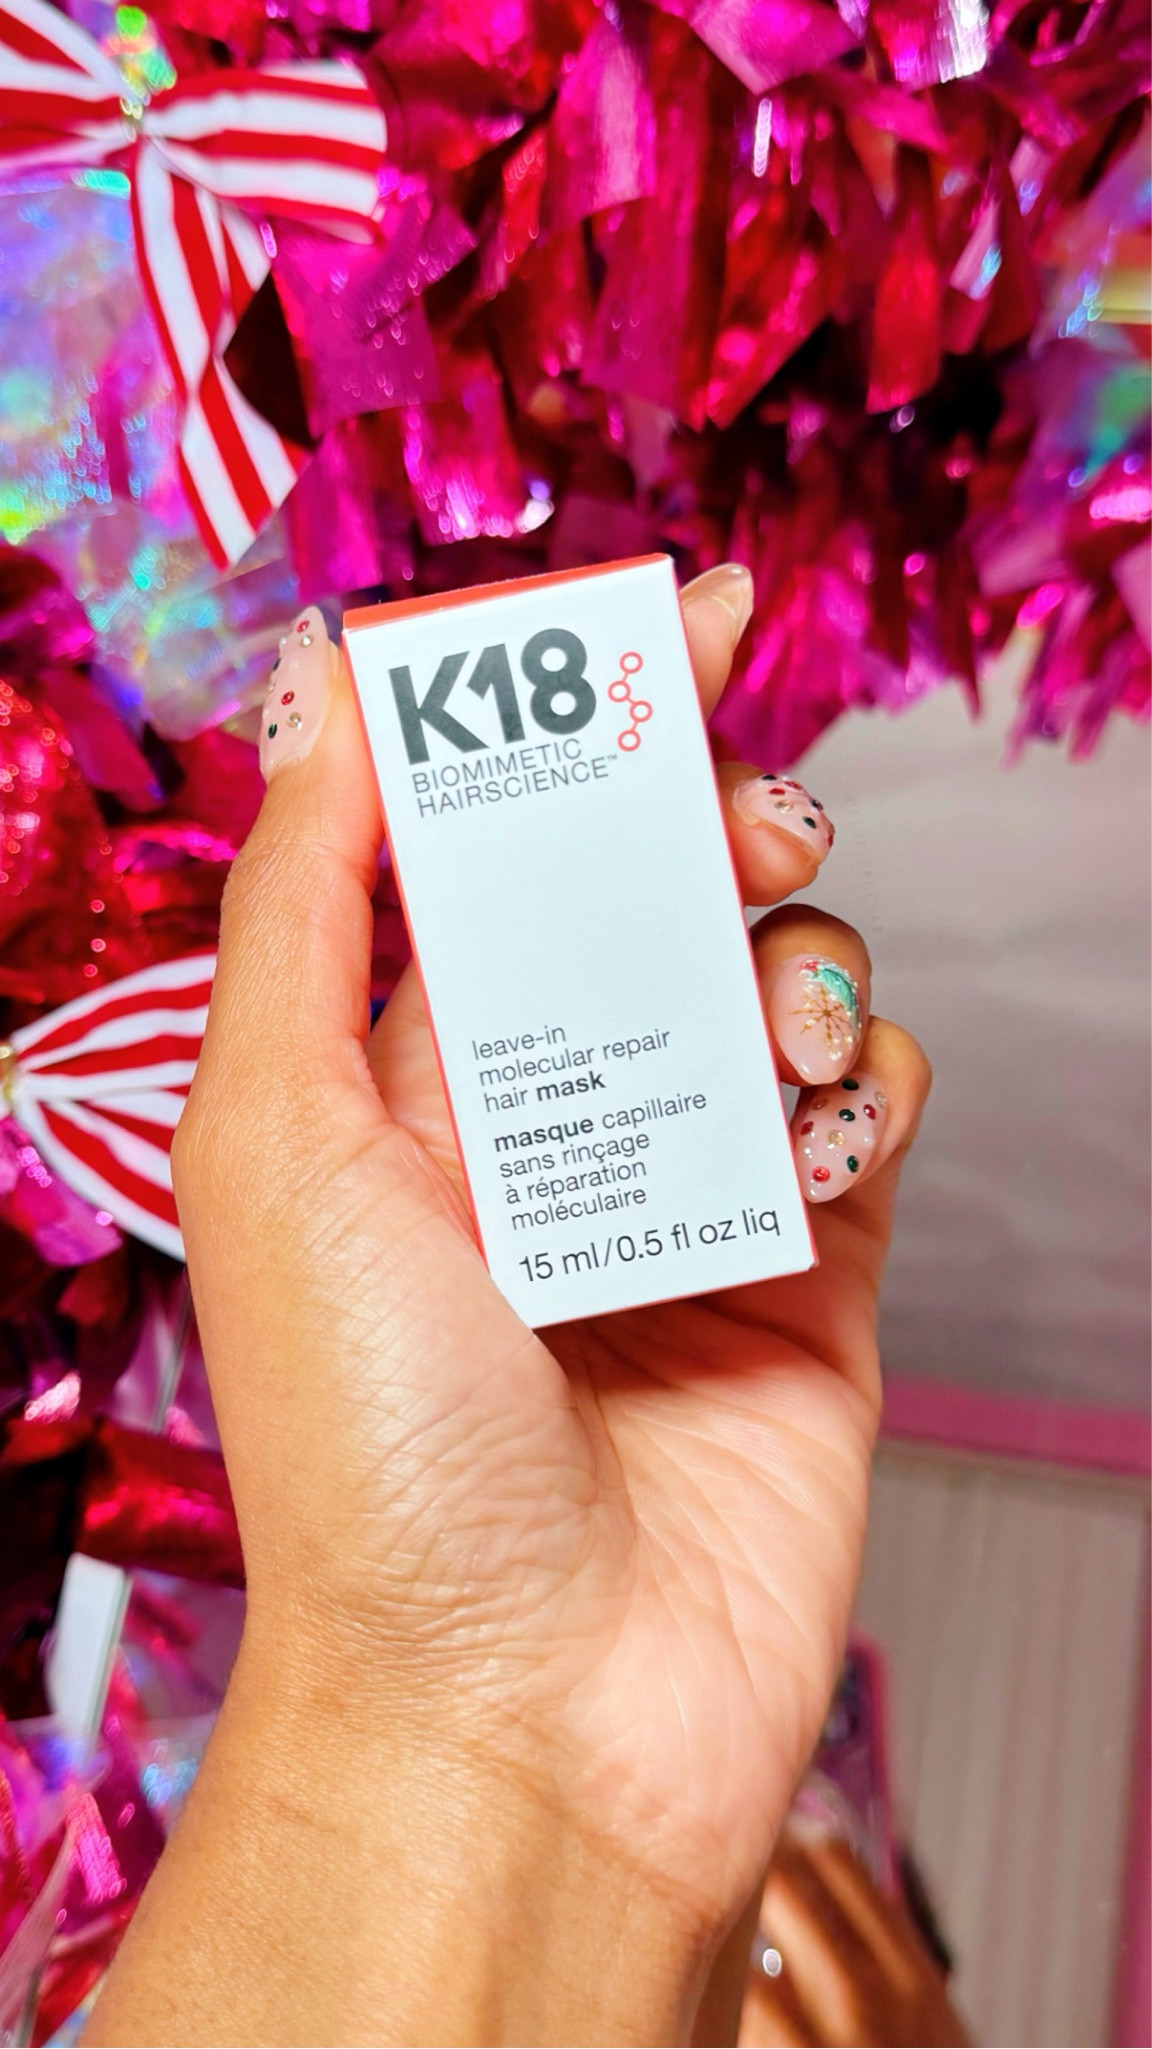 K18
BIOMIMETIC
HAIRSCIENCE™
leave-in
molecular repair
hair mask
masque capillaire
sans rinçage
à réparation
moléculaire
15 ml/0.5 fl oz liq